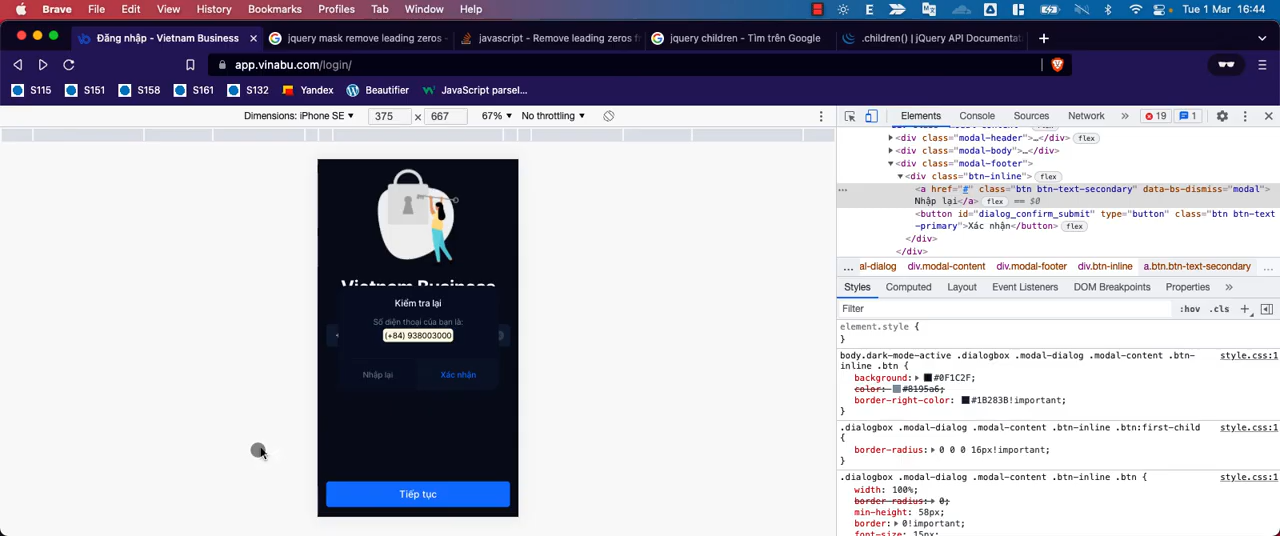 Brave File Edit View History Bookmarks Profiles Tab Window Help Tue 1 Mar 16:44
Đăng nhập - Vietnam Business jquery mask remove leading zeros - javascript - Remove leading zeros f jquery children - Tìm trên Google .children() | jQuery API Documentat
app.vinabu.com/login/
S115 S151 S158 S161 S132 Yandex Beautifier JavaScript parsel...
Dimensions: iPhone SE 375 × 667 67% No throttling
Elements Console Sources Network » 19 1
<div class="modal-header">…</div> flex
<div class="modal-body">…</div>
<div class="modal-footer">
<div class="btn-inline"> flex
<a href="#" class="btn btn-text-secondary" data-bs-dismiss="modal">
Nhập lại</a> flex == $0
<button id="dialog_confirm_submit" type="button" class="btn btn-text
-primary">Xác nhận</button> flex
</div>
</div>
... al-dialog div.modal-content div.modal-footer div.btn-inline a.btn.btn-text-secondary ...
Styles Computed Layout Event Listeners DOM Breakpoints Properties »
Filter :hov .cls +
element.style {
}
body.dark-mode-active .dialogbox .modal-dialog .modal-content .btn- style.css:1
inline .btn {
background: #0F1C2F;
color: #8195a6;
border-right-color: #1B283B!important;
}
.dialogbox .modal-dialog .modal-content .btn-inline .btn:first-child style.css:1
{
border-radius: 0 0 0 16px!important;
}
.dialogbox .modal-dialog .modal-content .btn-inline .btn { style.css:1
width: 100%;
border-radius: 0;
min-height: 58px;
border: 0!important;
font-size: 15px;
Vietnam Business
Kiểm tra lại
Số điện thoại của bạn là:
(+84) 938003000
Nhập lại Xác nhận
Tiếp tục